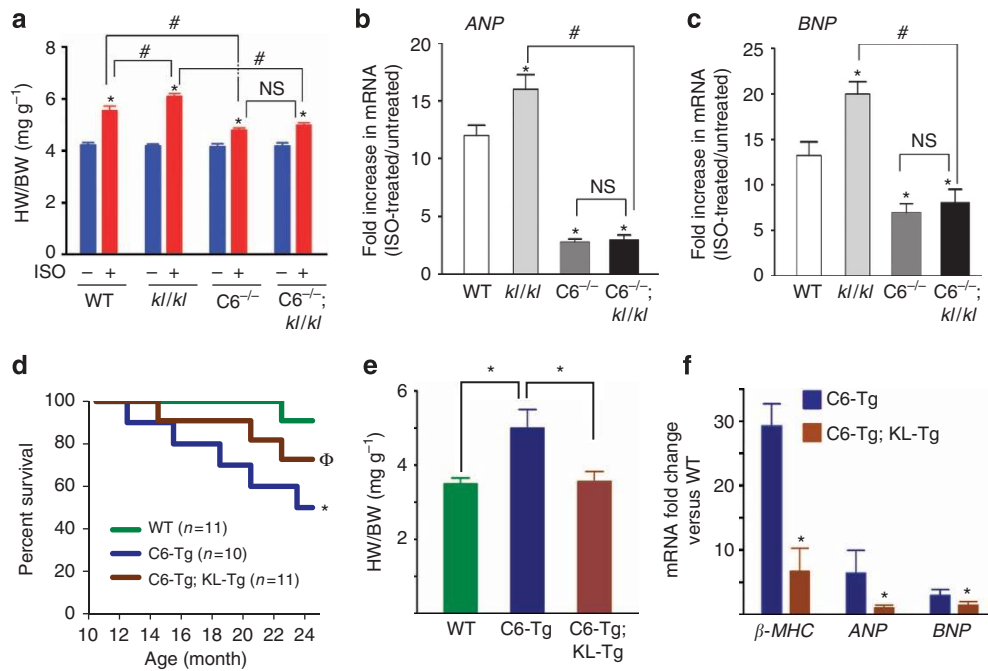 a
HW/BW (mg g⁻¹)
8
6
4
2
0
#
#
#
NS
* * * *
ISO – + – + – + – +
WT kl/kl C6⁻/⁻ C6⁻/⁻;
kl/kl
b
ANP
Fold increase in mRNA
(ISO-treated/untreated)
20
15
10
5
0
#
*
NS
* *
WT kl/kl C6⁻/⁻ C6⁻/⁻;
kl/kl
c
BNP
Fold increase in mRNA
(ISO-treated/untreated)
25
20
15
10
5
0
#
*
NS
* *
WT kl/kl C6⁻/⁻ C6⁻/⁻;
kl/kl
d
Percent survival
100
80
60
40
20
0
Φ
*
WT (n=11)
C6-Tg (n=10)
C6-Tg; KL-Tg (n=11)
10 12 14 16 18 20 22 24
Age (month)
e
HW/BW (mg g⁻¹)
6
4
2
* *
WT C6-Tg C6-Tg;
KL-Tg
f
mRNA fold change
versus WT
30
20
10
C6-Tg
C6-Tg; KL-Tg
* * *
β-MHC ANP BNP